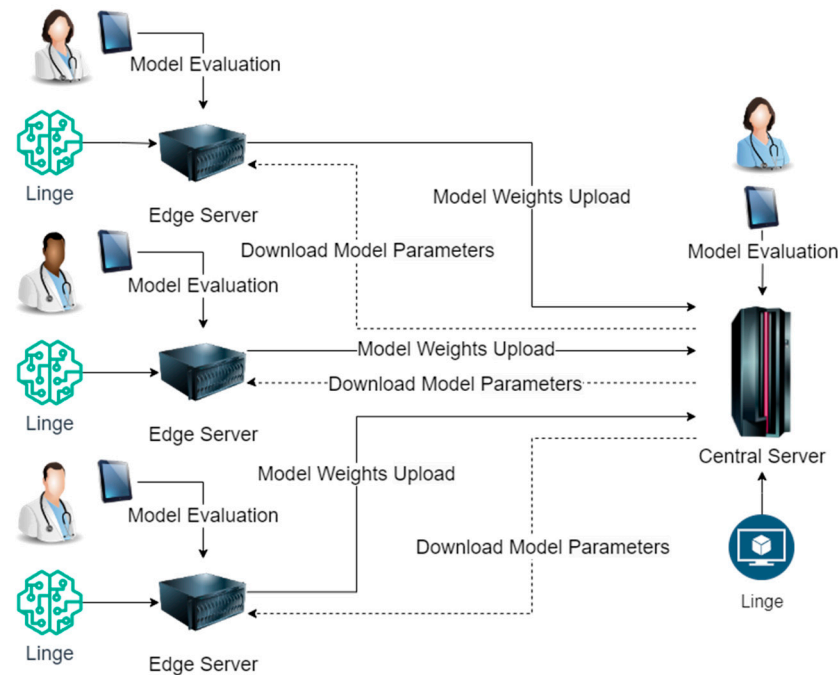 Model Evaluation
Linge
Edge Server
Model Weights Upload
Download Model Parameters
Model Evaluation
Model Evaluation
Linge
Edge Server
Model Weights Upload
Download Model Parameters
Central Server
Model Weights Upload
Model Evaluation
Download Model Parameters
Linge
Linge
Edge Server